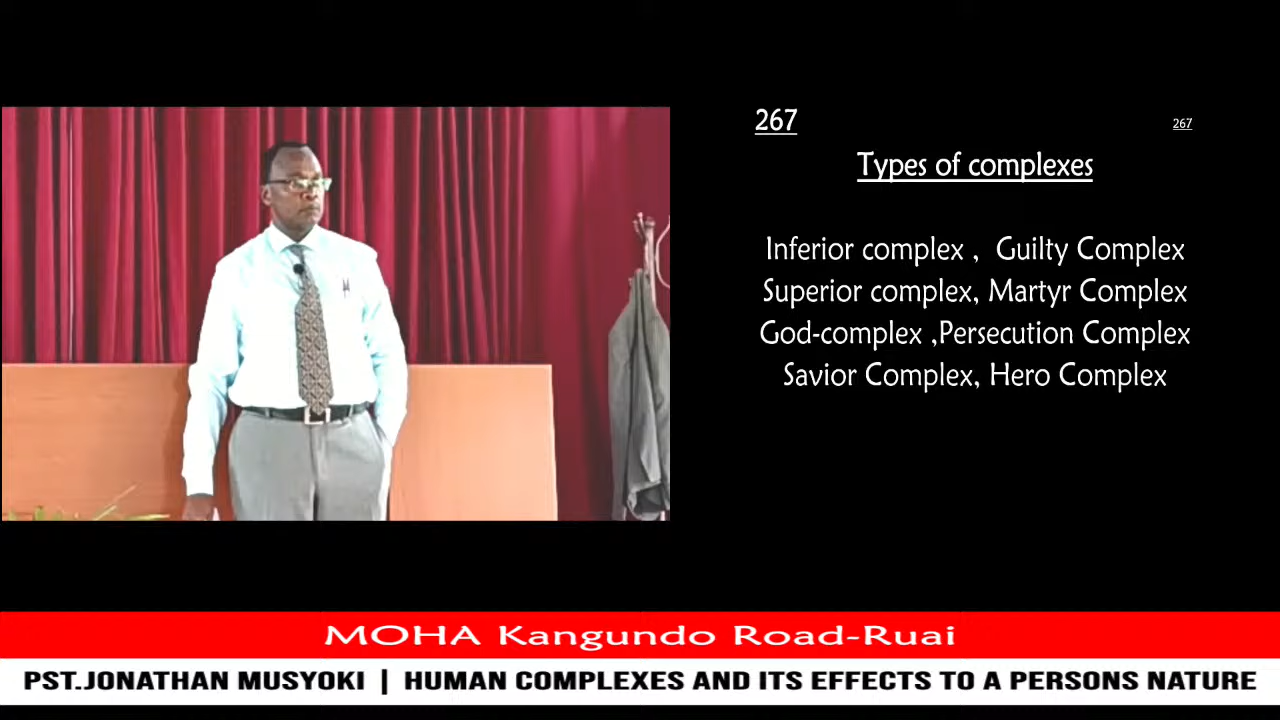 267
267
Types of complexes
Inferior complex , Guilty Complex
Superior complex, Martyr Complex
God-complex ,Persecution Complex
Savior Complex, Hero Complex
MOHA Kangundo Road-Ruai
PST.JONATHAN MUSYOKI | HUMAN COMPLEXES AND ITS EFFECTS TO A PERSONS NATURE